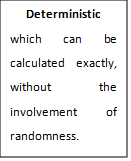 Deterministic
which can be
calculated exactly,
without the
involvement of
randomness.